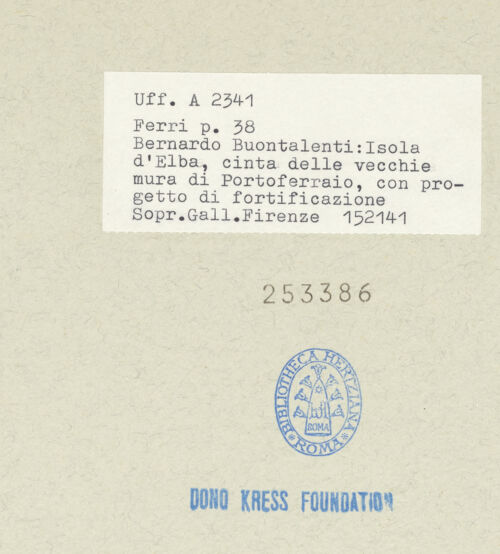 Uff. A 2341
Ferri p. 38
Bernardo Buontalenti:Isola
d'Elba, cinta delle vecchie
mura di Portoferraio, con pro-
getto di fortificazione
Sopr.Gall.Firenze 152141
253386
BIBLIOTHECA HERTZIANA
ROMA
ROMA
DONO KRESS FOUNDATION